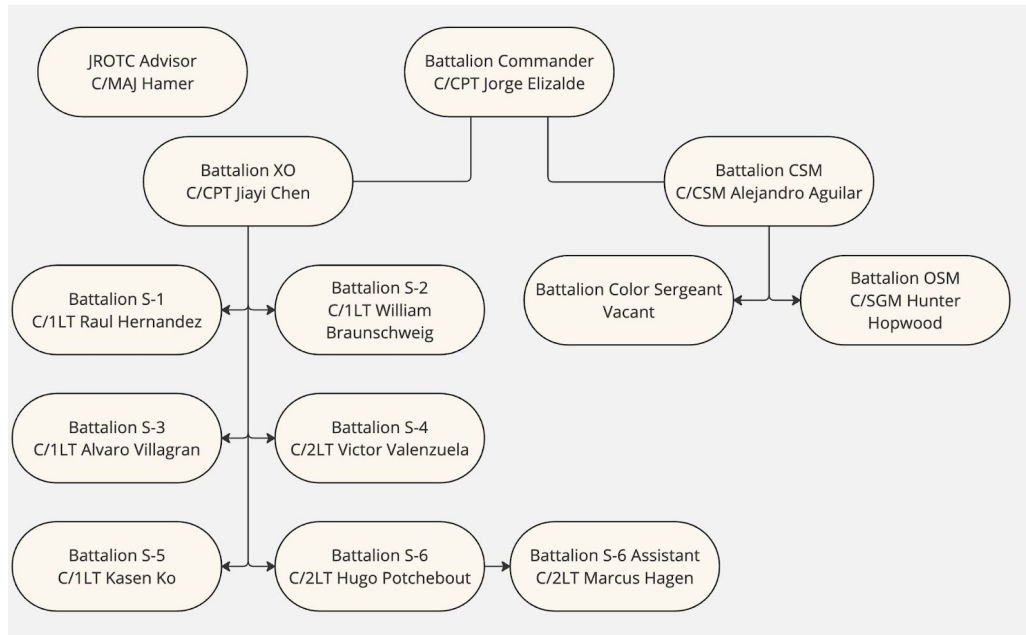 JROTC Advisor
C/MAJ Hamer
Battalion Commander
C/CPT Jorge Elizalde
Battalion XO
C/CPT Jiayi Chen
Battalion CSM
C/CSM Alejandro Aguilar
Battalion S-1
C/1LT Raul Hernandez
Battalion S-2
C/1LT William
Braunschweig
Battalion Color Sergeant
Vacant
Battalion OSM
C/SGM Hunter
Hopwood
Battalion S-3
C/1LT Alvaro Villagran
Battalion S-4
C/2LT Victor Valenzuela
Battalion S-5
C/1LT Kasen Ko
Battalion S-6
C/2LT Hugo Potchebout
Battalion S-6 Assistant
C/2LT Marcus Hagen